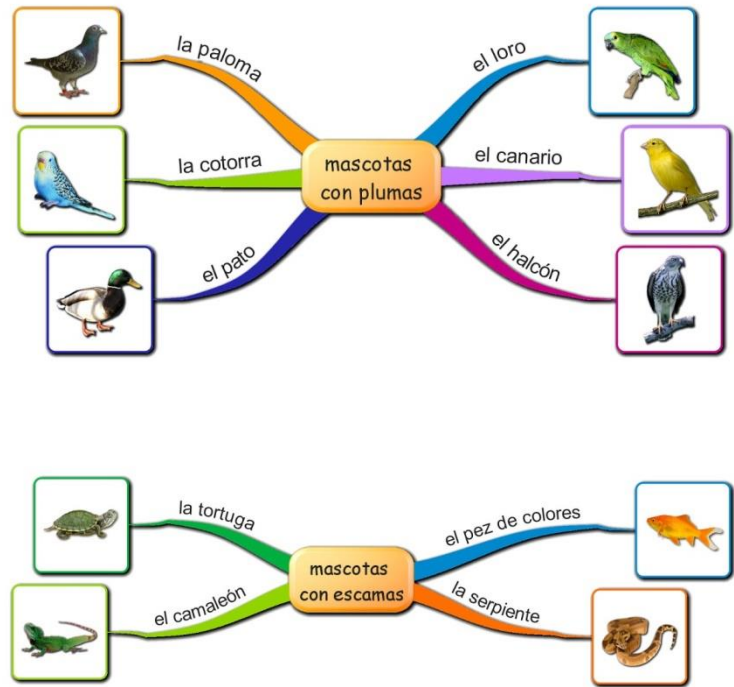 la paloma
el loro
la cotorra
mascotas
con plumas
el canario
el pato
el halcón
la tortuga
el pez de colores
mascotas
con escamas
el camaleón
la serpiente